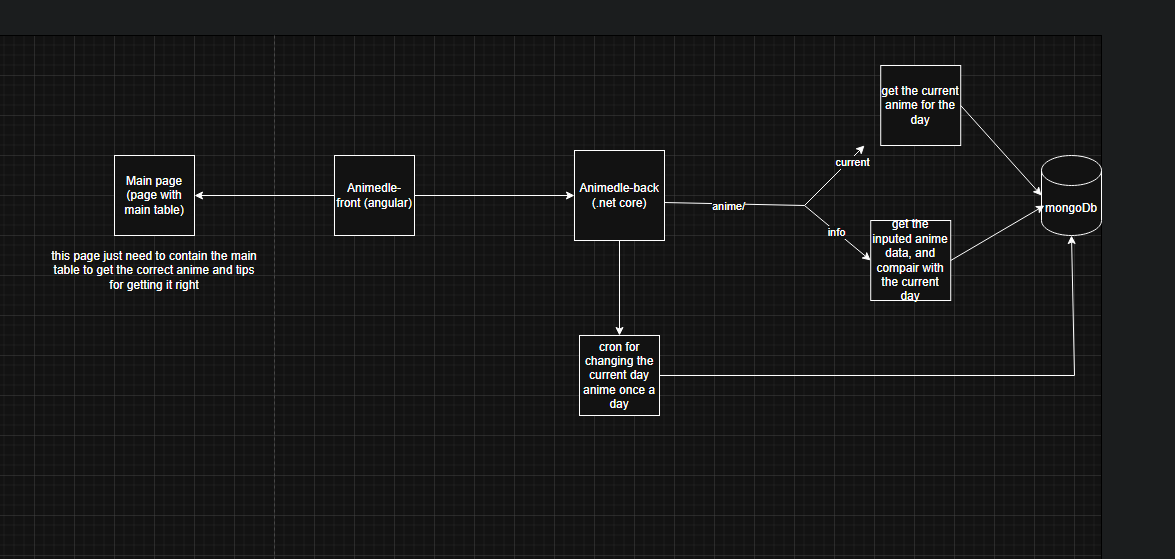 Main page
(page with
main table)
this page just need to contain the main
table to get the correct anime and tips
for getting it right
Animedle-
front (angular)
Animedle-back
(.net core)
anime/
current
info
get the current
anime for the
day
get the
inputed anime
data, and
compair with
the current
day
mongoDb
cron for
changing the
current day
anime once a
day